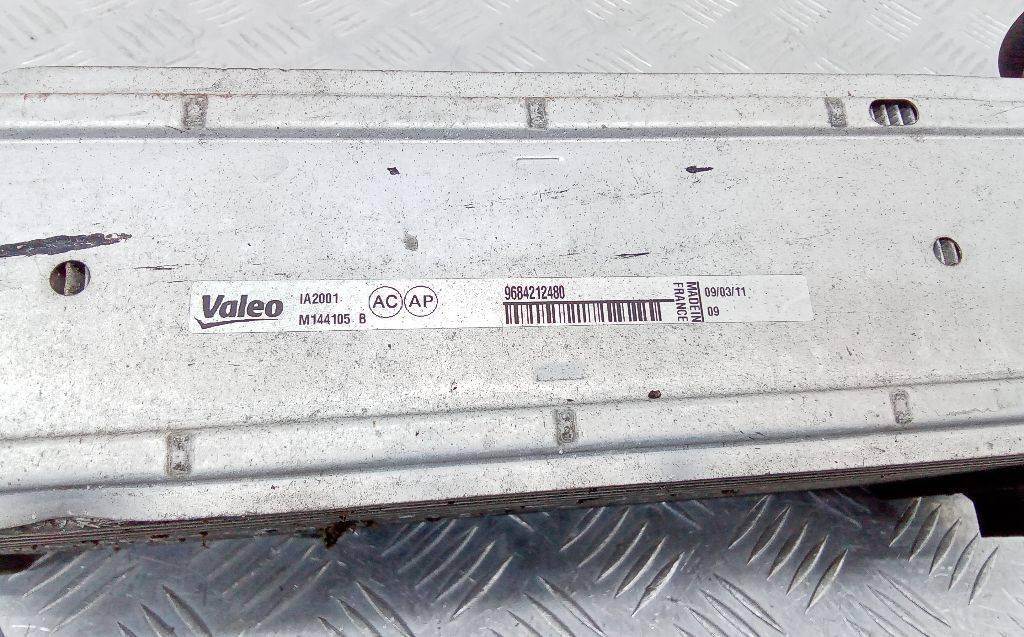 Valeo
IA2001
M144105 B
AC AP
9684212480
MADE IN
FRANCE
09/03/11
09